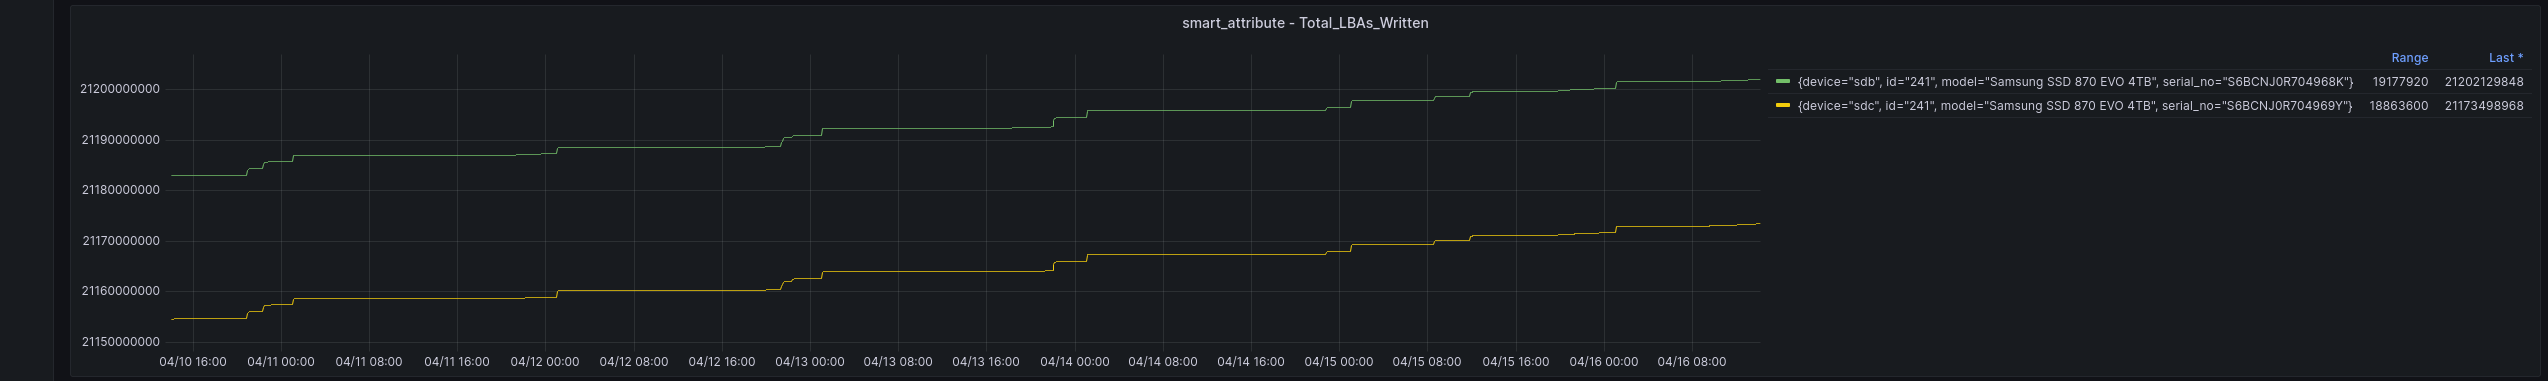 smart_attribute - Total_LBAs_Written
Range Last *
{device="sdb", id="241", model="Samsung SSD 870 EVO 4TB", serial_no="S6BCNJ0R704968K"} 19177920 21202129848
{device="sdc", id="241", model="Samsung SSD 870 EVO 4TB", serial_no="S6BCNJ0R704969Y"} 18863600 21173498968
21200000000
21190000000
21180000000
21170000000
21160000000
21150000000
04/10 16:00 04/11 00:00 04/11 08:00 04/11 16:00 04/12 00:00 04/12 08:00 04/12 16:00 04/13 00:00 04/13 08:00 04/13 16:00 04/14 00:00 04/14 08:00 04/14 16:00 04/15 00:00 04/15 08:00 04/15 16:00 04/16 00:00 04/16 08:00